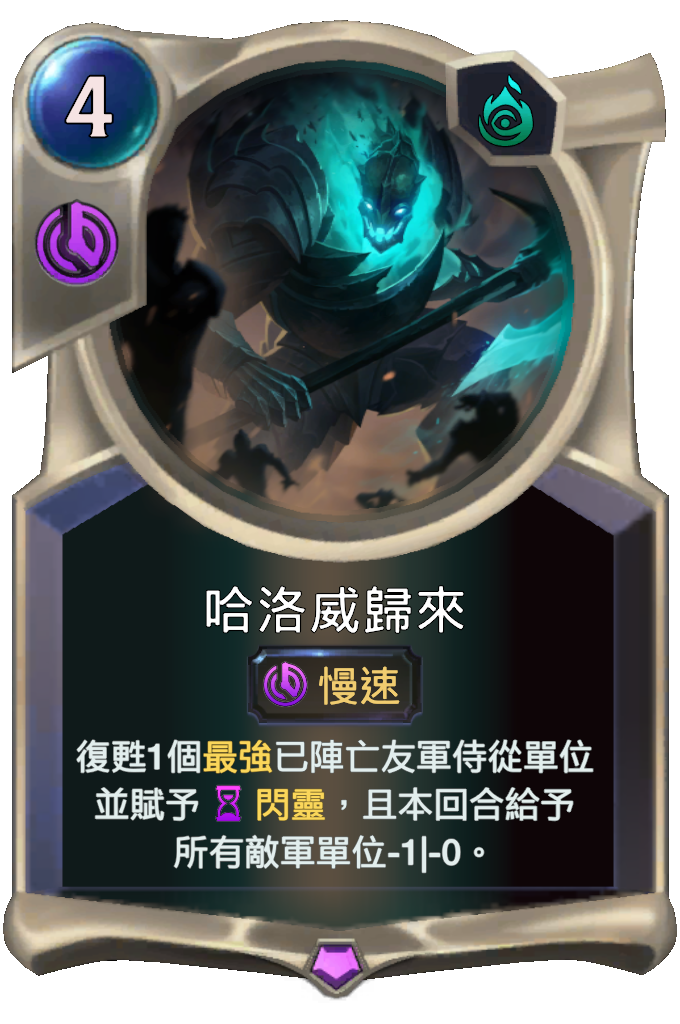 4
哈洛威歸來
慢速
復甦1個最強已陣亡友軍侍從單位
並賦予 閃靈，且本回合給予
所有敵軍單位-1|-0。